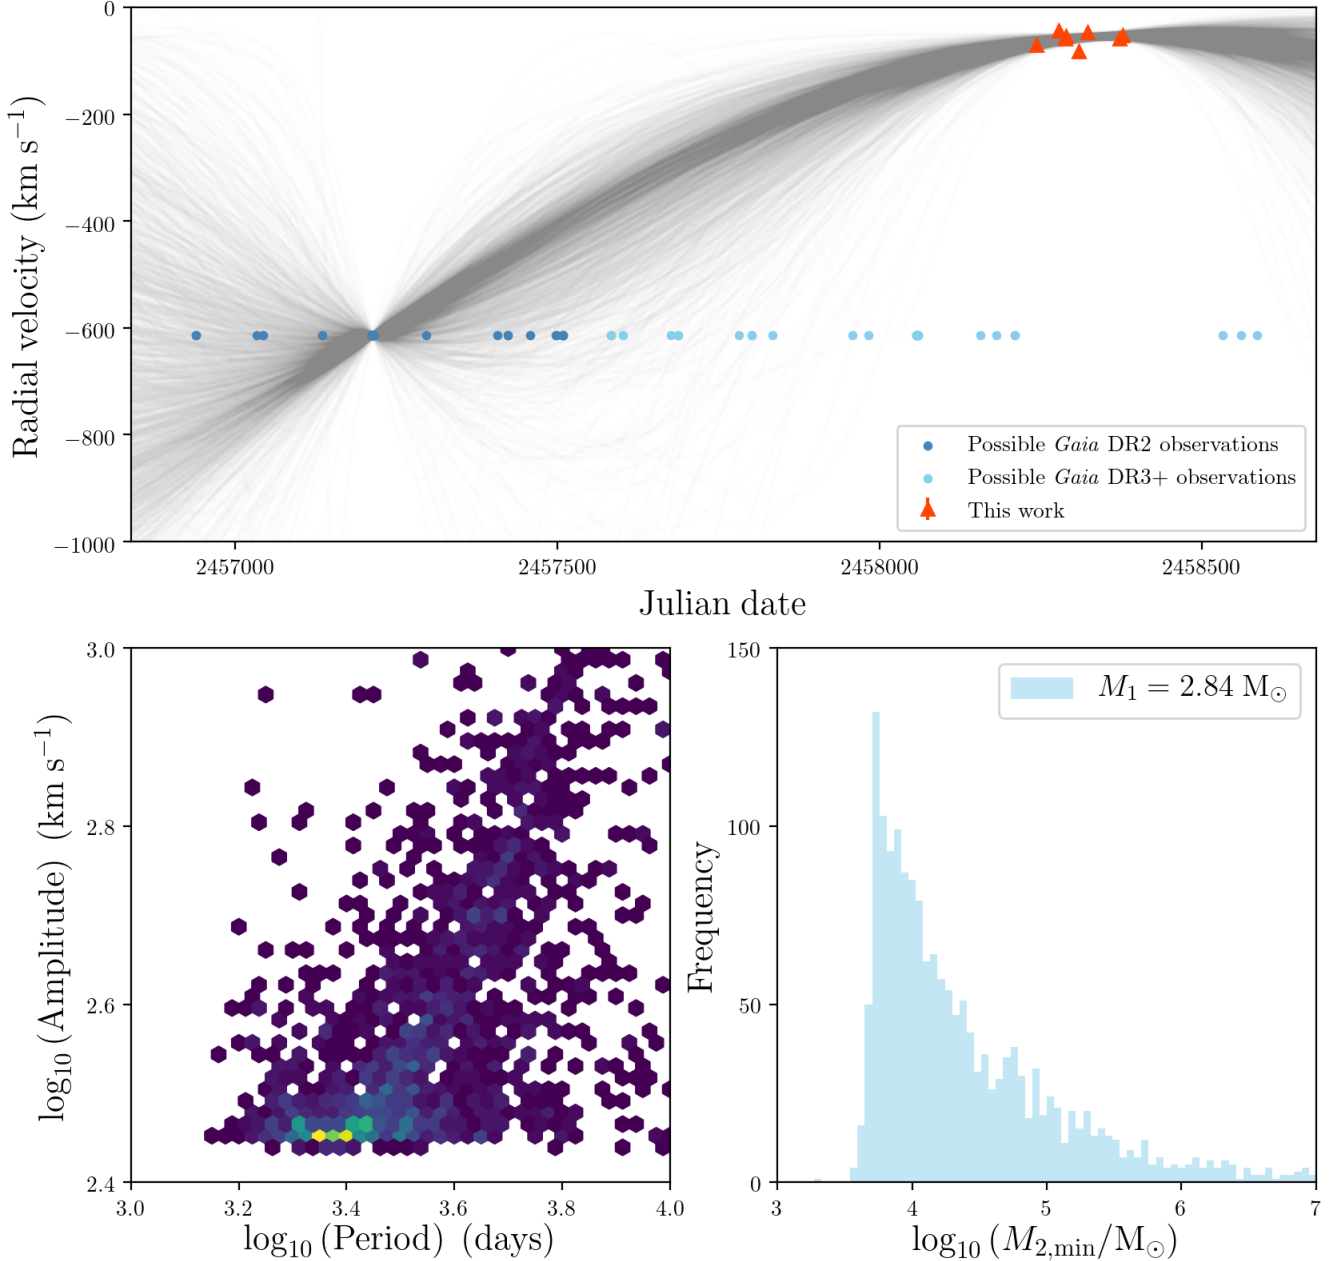 Radial velocity (km s⁻¹)
0
−200
−400
−600
−800
−1000
Possible Gaia DR2 observations
Possible Gaia DR3+ observations
This work
2457000 2457500 2458000 2458500
Julian date
log₁₀(Amplitude) (km s⁻¹)
3.0
2.8
2.6
2.4
3.0 3.2 3.4 3.6 3.8 4.0
log₁₀(Period) (days)
Frequency
150
100
50
0
M₁ = 2.84 M☉
3 4 5 6 7
log₁₀(M₂,min/M☉)